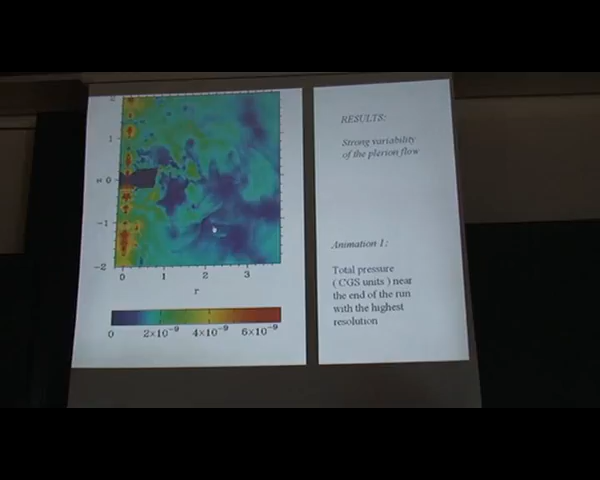 2
1
0
−1
−2
0 1 2 3
r
0 2×10⁻⁹ 4×10⁻⁹ 6×10⁻⁹
RESULTS:
Strong variability
of the plerion flow
Animation 1:
Total pressure
( CGS units ) near
the end of the run
with the highest
resolution